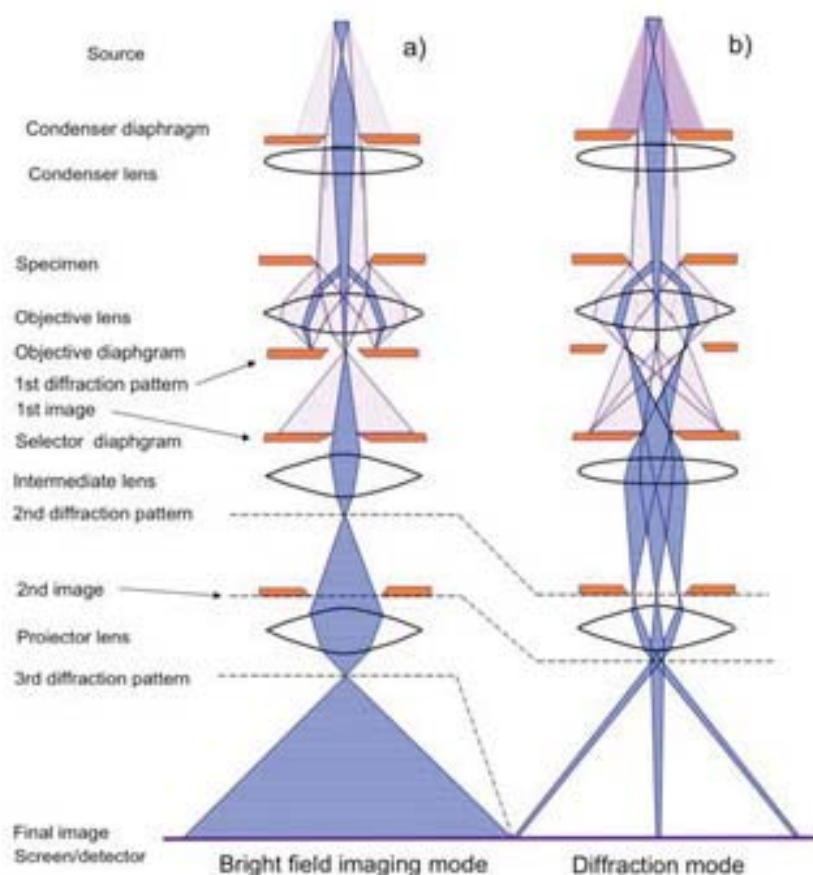 a)
b)
Source
Condenser diaphragm
Condenser lens
Specimen
Objective lens
Objective diaphgram
1st diffraction pattern
1st image
Selector diaphgram
Intermediate lens
2nd diffraction pattern
2nd image
Projector lens
3rd diffraction pattern
Final image
Screen/detector
Bright field imaging mode
Diffraction mode